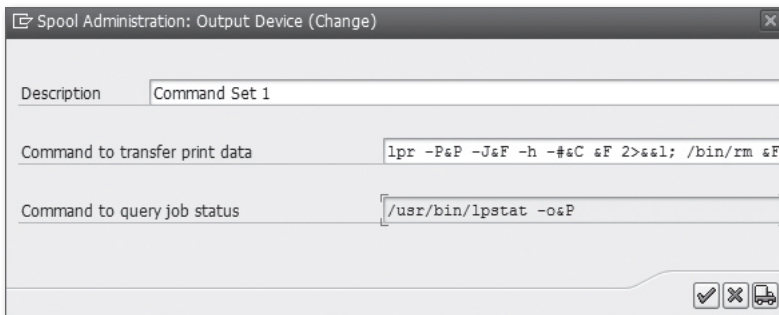 Spool Administration: Output Device (Change)
Description Command Set 1
Command to transfer print data lpr -P&P -J&F -h -#&C &F 2>&&1; /bin/rm &F
Command to query job status /usr/bin/lpstat -o&P